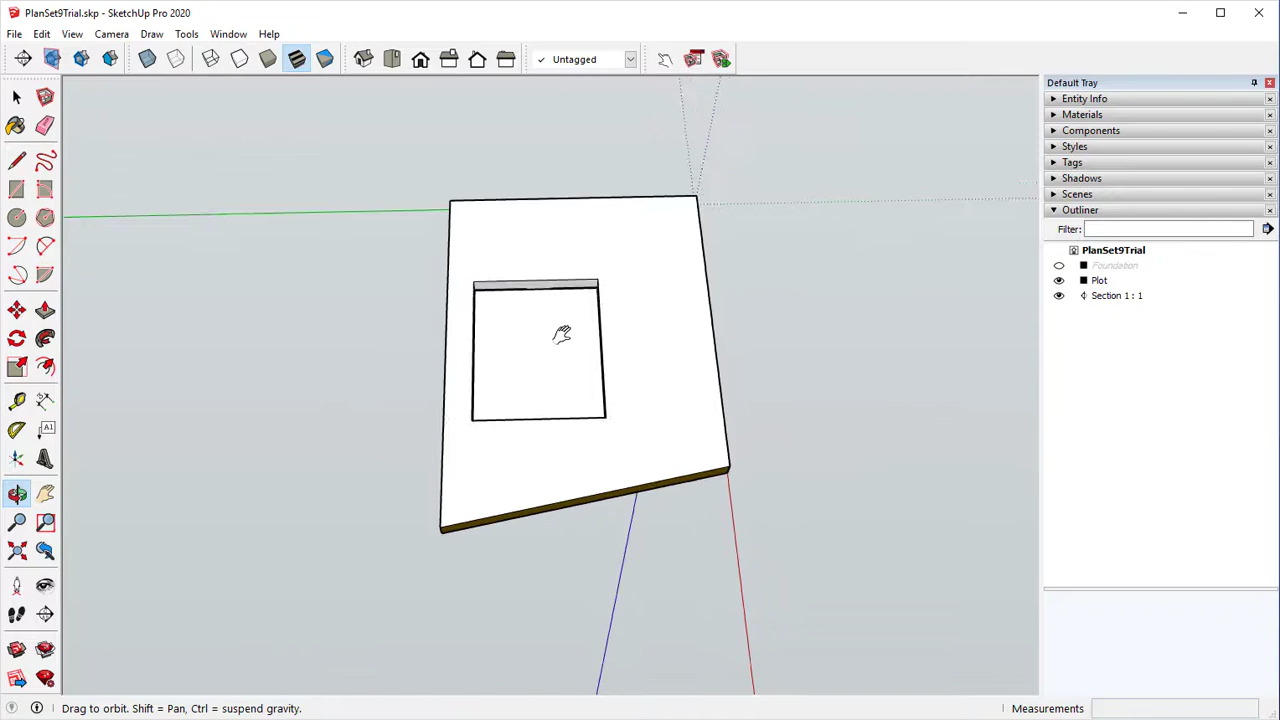 PlanSet9Trial.skp - SketchUp Pro 2020
File Edit View Camera Draw Tools Window Help
✓ Untagged
Default Tray
Entity Info
Materials
Components
Styles
Tags
Shadows
Scenes
Outliner
Filter:
PlanSet9Trial
Foundation
Plot
Section 1 : 1
A1
Drag to orbit. Shift = Pan, Ctrl = suspend gravity.
Measurements